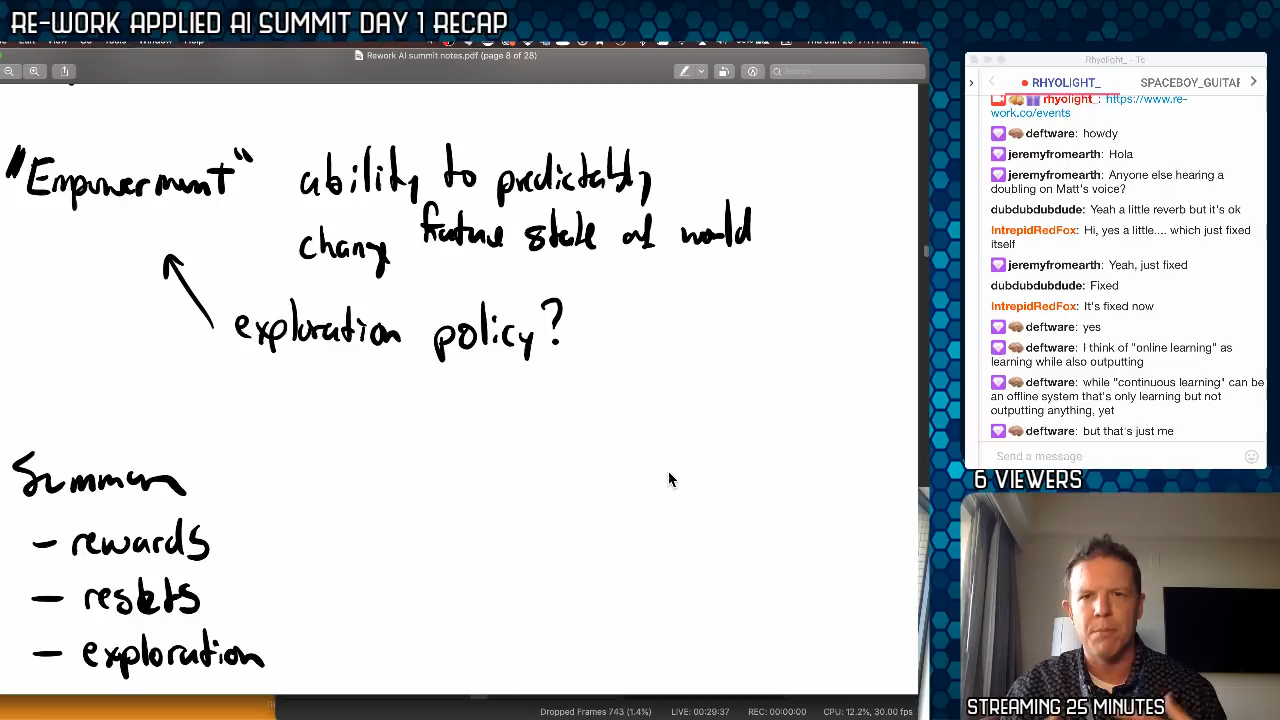 RE-WORK APPLIED AI SUMMIT DAY 1 RECAP
Rework AI summit notes.pdf (page 8 of 28)
Search
"Empowerment"
ability to predictably
change future state of world
exploration policy?
Summary
- rewards
- resets
- exploration
Rhyolight_ - To
RHYOLIGHT_
SPACEBOY_GUITAR
rhyolight_: https://www.re-
work.co/events
deftware: howdy
jeremyfromearth: Hola
jeremyfromearth: Anyone else hearing a
doubling on Matt's voice?
dubdubdubdude: Yeah a little reverb but it's ok
IntrepidRedFox: Hi, yes a little.... which just fixed
itself
jeremyfromearth: Yeah, just fixed
dubdubdubdude: Fixed
IntrepidRedFox: It's fixed now
deftware: yes
deftware: I think of "online learning" as
learning while also outputting
deftware: while "continuous learning" can be
an offline system that's only learning but not
outputting anything, yet
deftware: but that's just me
Send a message
6 VIEWERS
STREAMING 25 MINUTES
Dropped Frames 743 (1.4%)
LIVE: 00:29:37
REC: 00:00:00
CPU: 12.2%, 30.00 fps